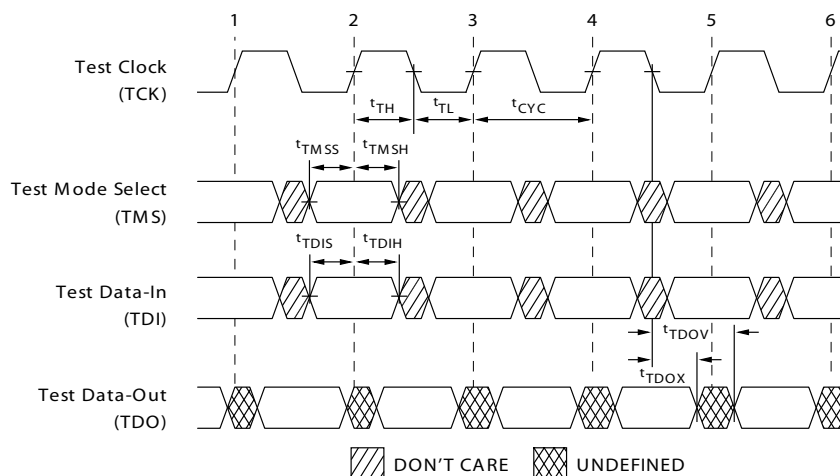 1 2 3 4 5 6
Test Clock
(TCK)
tTH tTL tCYC
tTMSS tTMSH
Test Mode Select
(TMS)
tTDIS tTDIH
Test Data-In
(TDI)
tTDOV
tTDOX
Test Data-Out
(TDO)
DON'T CARE UNDEFINED